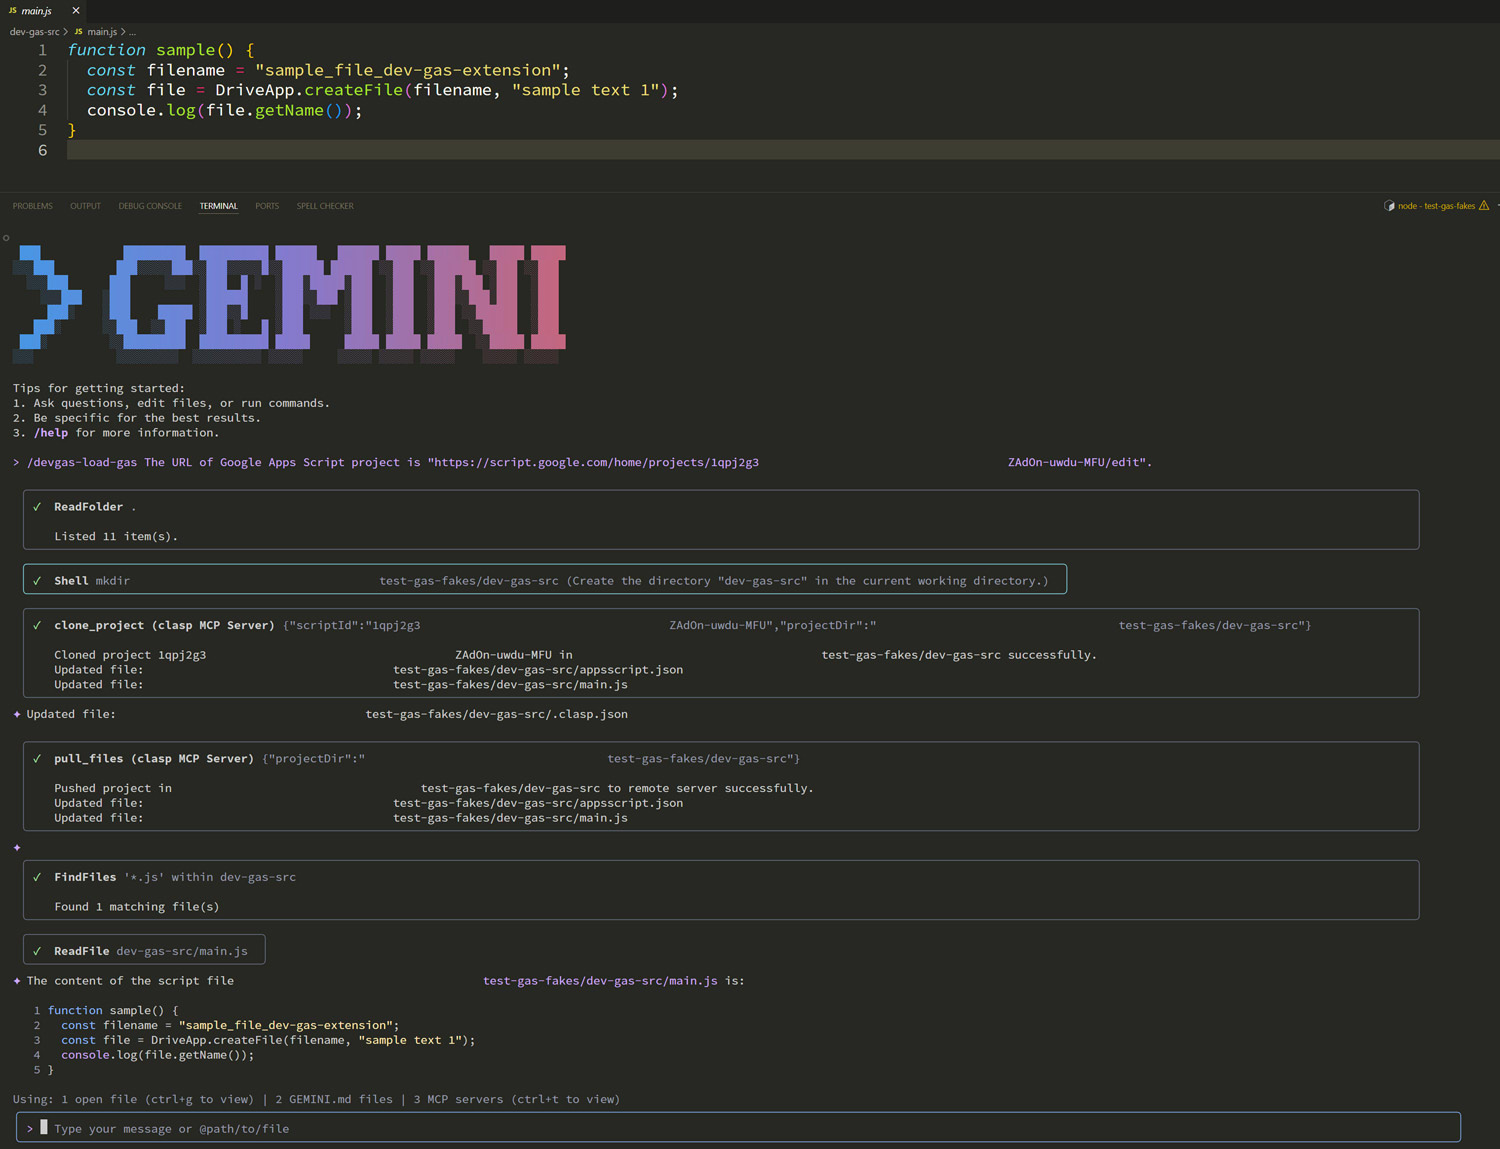 JS main.js ×
dev-gas-src > JS main.js > ...
1 function sample() {
2 const filename = "sample_file_dev-gas-extension";
3 const file = DriveApp.createFile(filename, "sample text 1");
4 console.log(file.getName());
5 }
6
PROBLEMS OUTPUT DEBUG CONSOLE TERMINAL PORTS SPELL CHECKER node - test-gas-fakes
> GEMINI
Tips for getting started:
1. Ask questions, edit files, or run commands.
2. Be specific for the best results.
3. /help for more information.
> /devgas-load-gas The URL of Google Apps Script project is "https://script.google.com/home/projects/1qpj2g3 ZAdOn-uwdu-MFU/edit".
✓ ReadFolder .
Listed 11 item(s).
✓ Shell mkdir test-gas-fakes/dev-gas-src (Create the directory "dev-gas-src" in the current working directory.)
✓ clone_project (clasp MCP Server) {"scriptId":"1qpj2g3 ZAdOn-uwdu-MFU","projectDir":" test-gas-fakes/dev-gas-src"}
Cloned project 1qpj2g3 ZAdOn-uwdu-MFU in test-gas-fakes/dev-gas-src successfully.
Updated file: test-gas-fakes/dev-gas-src/appsscript.json
Updated file: test-gas-fakes/dev-gas-src/main.js
✦ Updated file: test-gas-fakes/dev-gas-src/.clasp.json
✓ pull_files (clasp MCP Server) {"projectDir":" test-gas-fakes/dev-gas-src"}
Pushed project in test-gas-fakes/dev-gas-src to remote server successfully.
Updated file: test-gas-fakes/dev-gas-src/appsscript.json
Updated file: test-gas-fakes/dev-gas-src/main.js
✦
✓ FindFiles '*.js' within dev-gas-src
Found 1 matching file(s)
✓ ReadFile dev-gas-src/main.js
✦ The content of the script file test-gas-fakes/dev-gas-src/main.js is:
1 function sample() {
2 const filename = "sample_file_dev-gas-extension";
3 const file = DriveApp.createFile(filename, "sample text 1");
4 console.log(file.getName());
5 }
Using: 1 open file (ctrl+g to view) | 2 GEMINI.md files | 3 MCP servers (ctrl+t to view)
> Type your message or @path/to/file